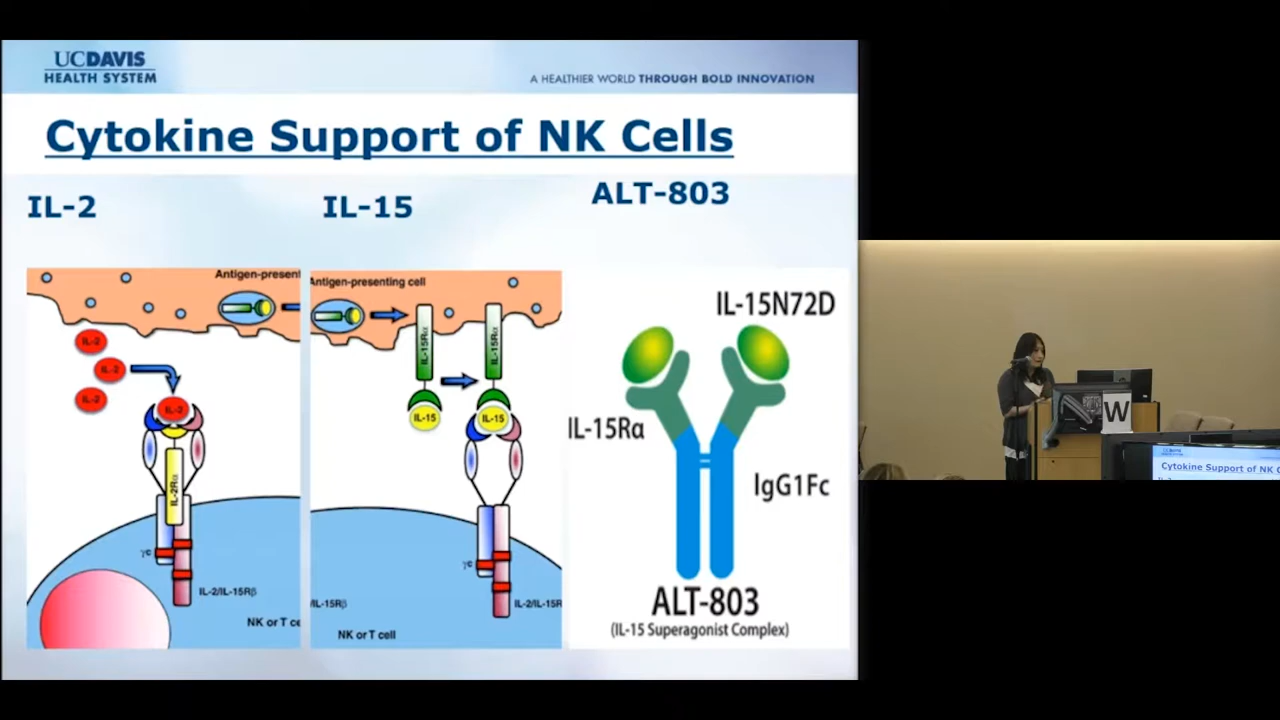 UCDAVIS
HEALTH SYSTEM
A HEALTHIER WORLD THROUGH BOLD INNOVATION
Cytokine Support of NK Cells
IL-2
IL-15
ALT-803
Antigen-present
IL-2
IL-2
IL-2
IL-2
IL-2Rα
γc
IL-2/IL-15Rβ
NK or T ce
Antigen-presenting cell
IL-15Rα
IL-15Rα
IL-15
IL-15
γc
/IL-15Rβ
IL-2/IL-15R
NK or T cell
IL-15N72D
IL-15Rα
IgG1Fc
ALT-803
(IL-15 Superagonist Complex)
W
Cytokine Support of NK C